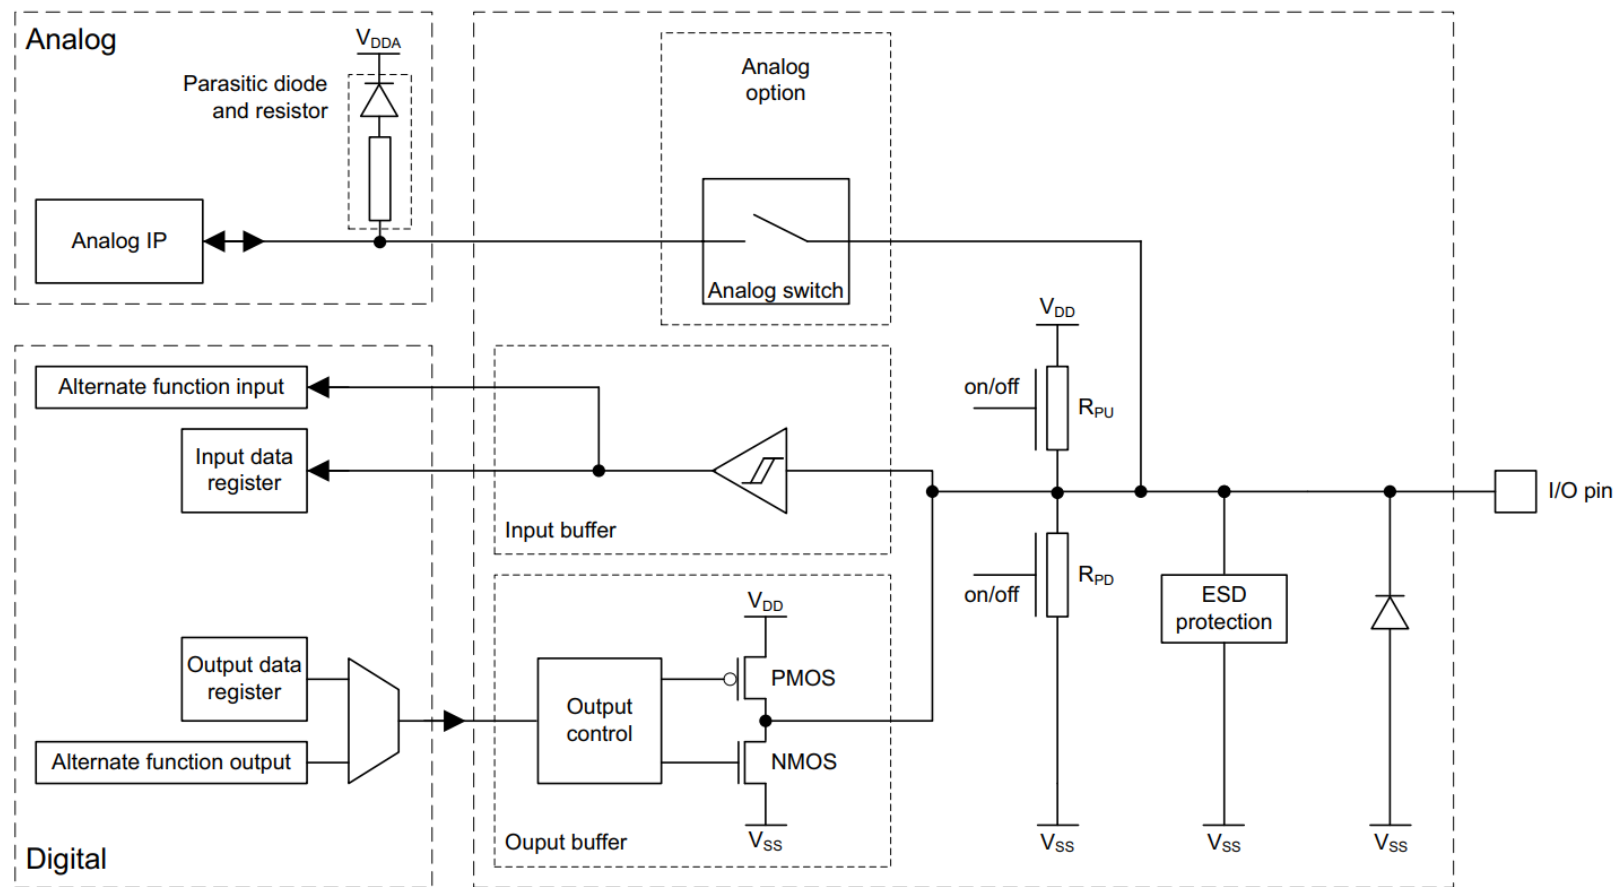 Analog
VDDA
Parasitic diode
and resistor
Analog IP
Analog
option
Analog switch
VDD
on/off
RPU
Alternate function input
Input data
register
Input buffer
I/O pin
on/off
RPD
ESD
protection
VDD
Output data
register
PMOS
Output
control
Alternate function output
NMOS
VSS
VSS
VSS
VSS
Ouput buffer
Digital